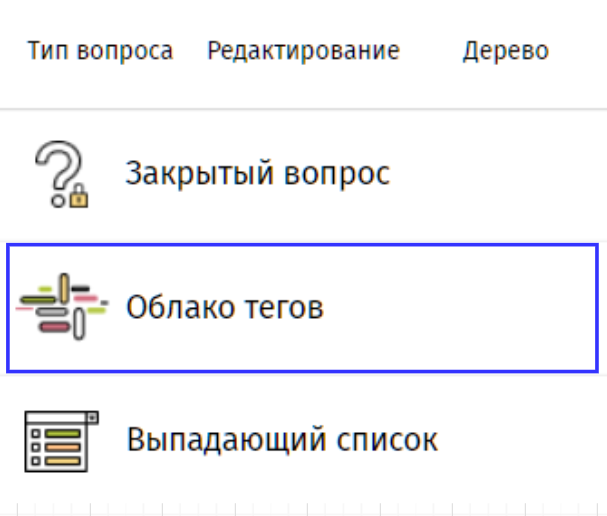 Тип вопроса Редактирование Дерево
Закрытый вопрос
Облако тегов
Выпадающий список